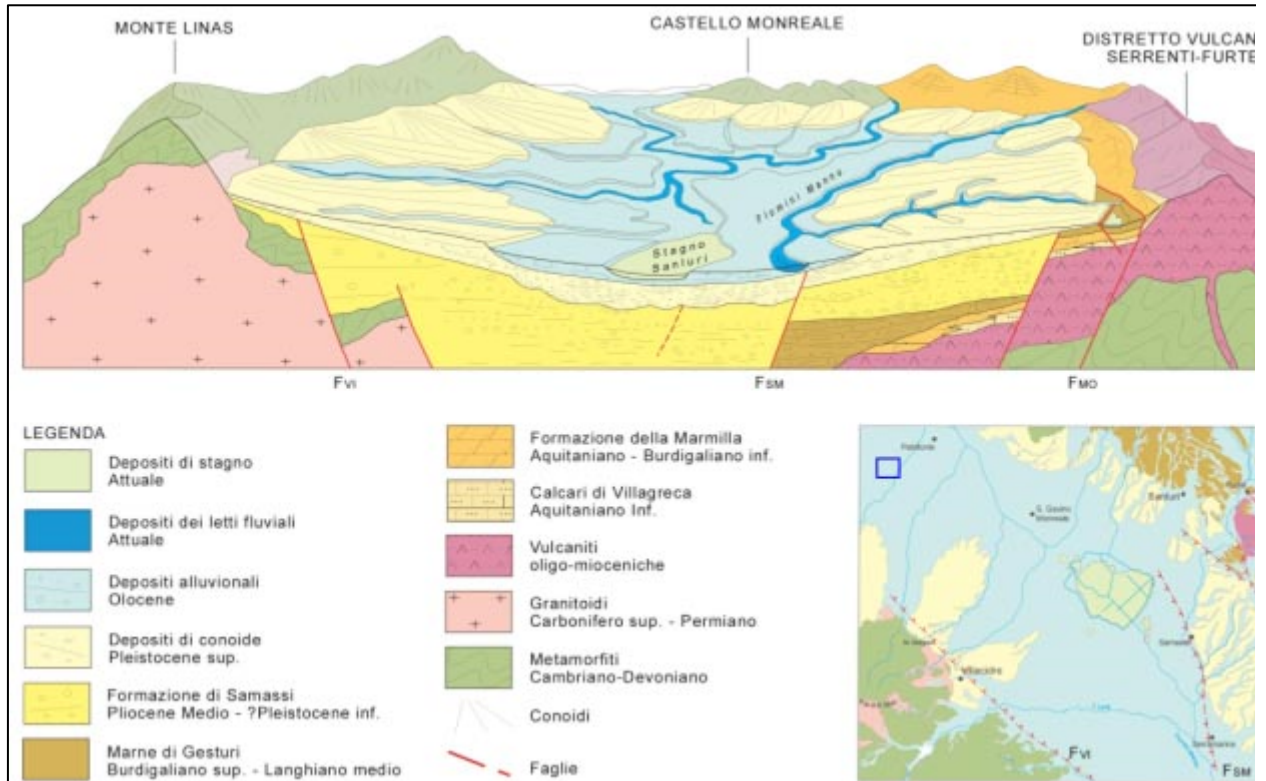 MONTE LINAS
CASTELLO MONREALE
DISTRETTO VULCAN
SERRENTI-FURTE
Flumini Mannu
Stagno
Sanluri
FVI
FSM
FMO
LEGENDA
Depositi di stagno
Attuale
Depositi dei letti fluviali
Attuale
Depositi alluvionali
Olocene
Depositi di conoide
Pleistocene sup.
Formazione di Samassi
Pliocene Medio - ?Pleistocene inf.
Marne di Gesturi
Burdigaliano sup. - Langhiano medio
Formazione della Marmilla
Aquitaniano - Burdigaliano inf.
Calcari di Villagreca
Aquitaniano Inf.
Vulcaniti
oligo-mioceniche
Granitoidi
Carbonifero sup. - Permiano
Metamorfiti
Cambriano-Devoniano
Conoidi
Faglie
Sanluri
S. Gavino
Monreale
Samassi
Villacidro
FVI
FSM